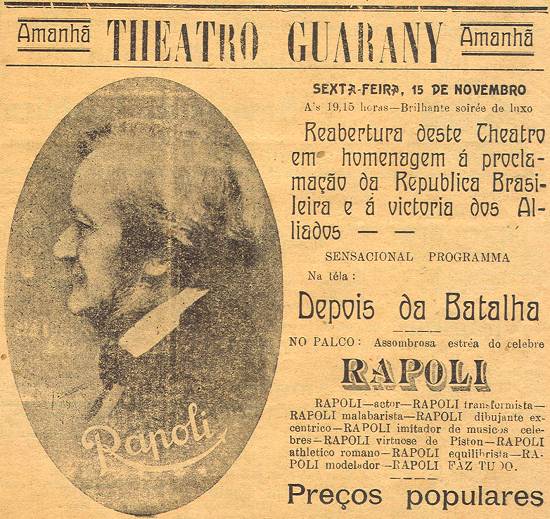 Amanhã THEATRO GUARANY Amanhã
SEXTA-FEIRA, 15 DE NOVEMBRO
A's 19,15 horas—Brilhante soirée de luxo
Reabertura deste Theatro
em homenagem á procla-
mação da Republica Brasi-
leira e á victoria dos Al-
liados — —
SENSACIONAL PROGRAMMA
Na téla:
Depois da Batalha
NO PALCO: Assombrosa estréa do celebre
RAPOLI
RAPOLI—actor—RAPOLI transformista—
RAPOLI malabarista—RAPOLI dibujante ex-
centrico—RAPOLI imitador de musicos cele-
bres—RAPOLI virtuose de Piston—RAPOLI
athletico romano—RAPOLI equilibrista—RA-
POLI modelador—RAPOLI FAZ TUDO.
Preços populares
Rapoli